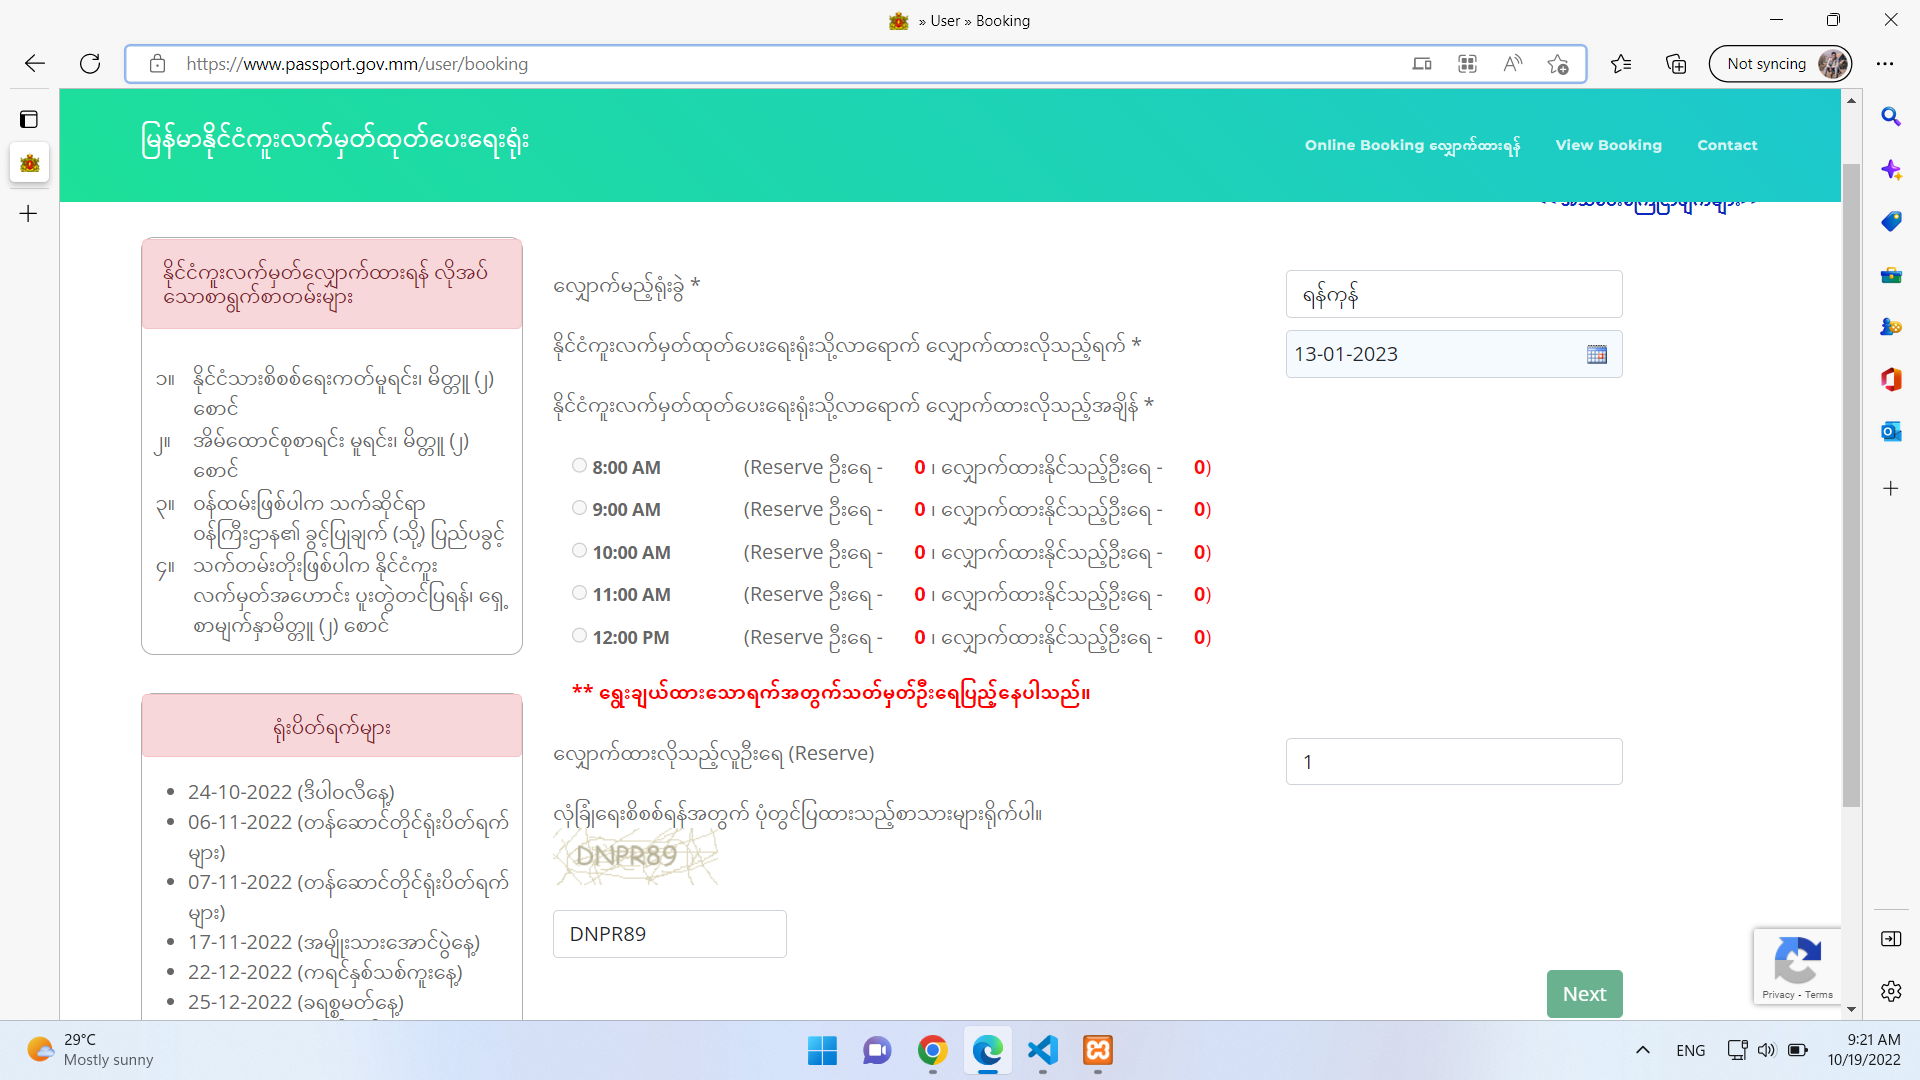 » User » Booking
https://www.passport.gov.mm/user/booking
Not syncing
မြန်မာနိုင်ငံကူးလက်မှတ်ထုတ်ပေးရေးရုံး
Online Booking လျှောက်ထားရန်
View Booking
Contact
နိုင်ငံကူးလက်မှတ်လျှောက်ထားရန် လိုအပ်
သောစာရွက်စာတမ်းများ
၁။ နိုင်ငံသားစိစစ်ရေးကတ်မူရင်း၊ မိတ္တူ (၂)
စောင်
၂။ အိမ်ထောင်စုစာရင်း မူရင်း၊ မိတ္တူ (၂)
စောင်
၃။ ဝန်ထမ်းဖြစ်ပါက သက်ဆိုင်ရာ
ဝန်ကြီးဌာန၏ ခွင့်ပြုချက် (သို့) ပြည်ပခွင့်
၄။ သက်တမ်းတိုးဖြစ်ပါက နိုင်ငံကူး
လက်မှတ်အဟောင်း ပူးတွဲတင်ပြရန်၊ ရှေ့
စာမျက်နှာမိတ္တူ (၂) စောင်
ရုံးပိတ်ရက်များ
24-10-2022 (ဒီပါဝလီနေ့)
06-11-2022 (တန်ဆောင်တိုင်ရုံးပိတ်ရက်
များ)
07-11-2022 (တန်ဆောင်တိုင်ရုံးပိတ်ရက်
များ)
17-11-2022 (အမျိုးသားအောင်ပွဲနေ့)
22-12-2022 (ကရင်နှစ်သစ်ကူးနေ့)
25-12-2022 (ခရစ္စမတ်နေ့)
လျှောက်မည့်ရုံးခွဲ *
ရန်ကုန်
နိုင်ငံကူးလက်မှတ်ထုတ်ပေးရေးရုံးသို့လာရောက် လျှောက်ထားလိုသည့်ရက် *
13-01-2023
နိုင်ငံကူးလက်မှတ်ထုတ်ပေးရေးရုံးသို့လာရောက် လျှောက်ထားလိုသည့်အချိန် *
8:00 AM (Reserve ဦးရေ - 0 ၊ လျှောက်ထားနိုင်သည့်ဦးရေ - 0)
9:00 AM (Reserve ဦးရေ - 0 ၊ လျှောက်ထားနိုင်သည့်ဦးရေ - 0)
10:00 AM (Reserve ဦးရေ - 0 ၊ လျှောက်ထားနိုင်သည့်ဦးရေ - 0)
11:00 AM (Reserve ဦးရေ - 0 ၊ လျှောက်ထားနိုင်သည့်ဦးရေ - 0)
12:00 PM (Reserve ဦးရေ - 0 ၊ လျှောက်ထားနိုင်သည့်ဦးရေ - 0)
** ရွေးချယ်ထားသောရက်အတွက်သတ်မှတ်ဦးရေပြည့်နေပါသည်။
လျှောက်ထားလိုသည့်လူဦးရေ (Reserve)
1
လုံခြုံရေးစိစစ်ရန်အတွက် ပုံတွင်ပြထားသည့်စာသားများရိုက်ပါ။
DNPR89
DNPR89
Next
Privacy - Terms
29°C
Mostly sunny
ENG
9:21 AM
10/19/2022